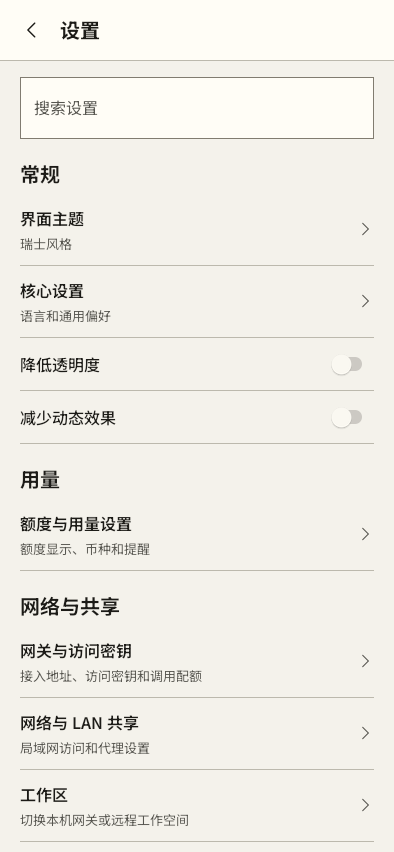 设置
搜索设置
常规
界面主题
瑞士风格
核心设置
语言和通用偏好
降低透明度
减少动态效果
用量
额度与用量设置
额度显示、币种和提醒
网络与共享
网关与访问密钥
接入地址、访问密钥和调用配额
网络与 LAN 共享
局域网访问和代理设置
工作区
切换本机网关或远程工作空间